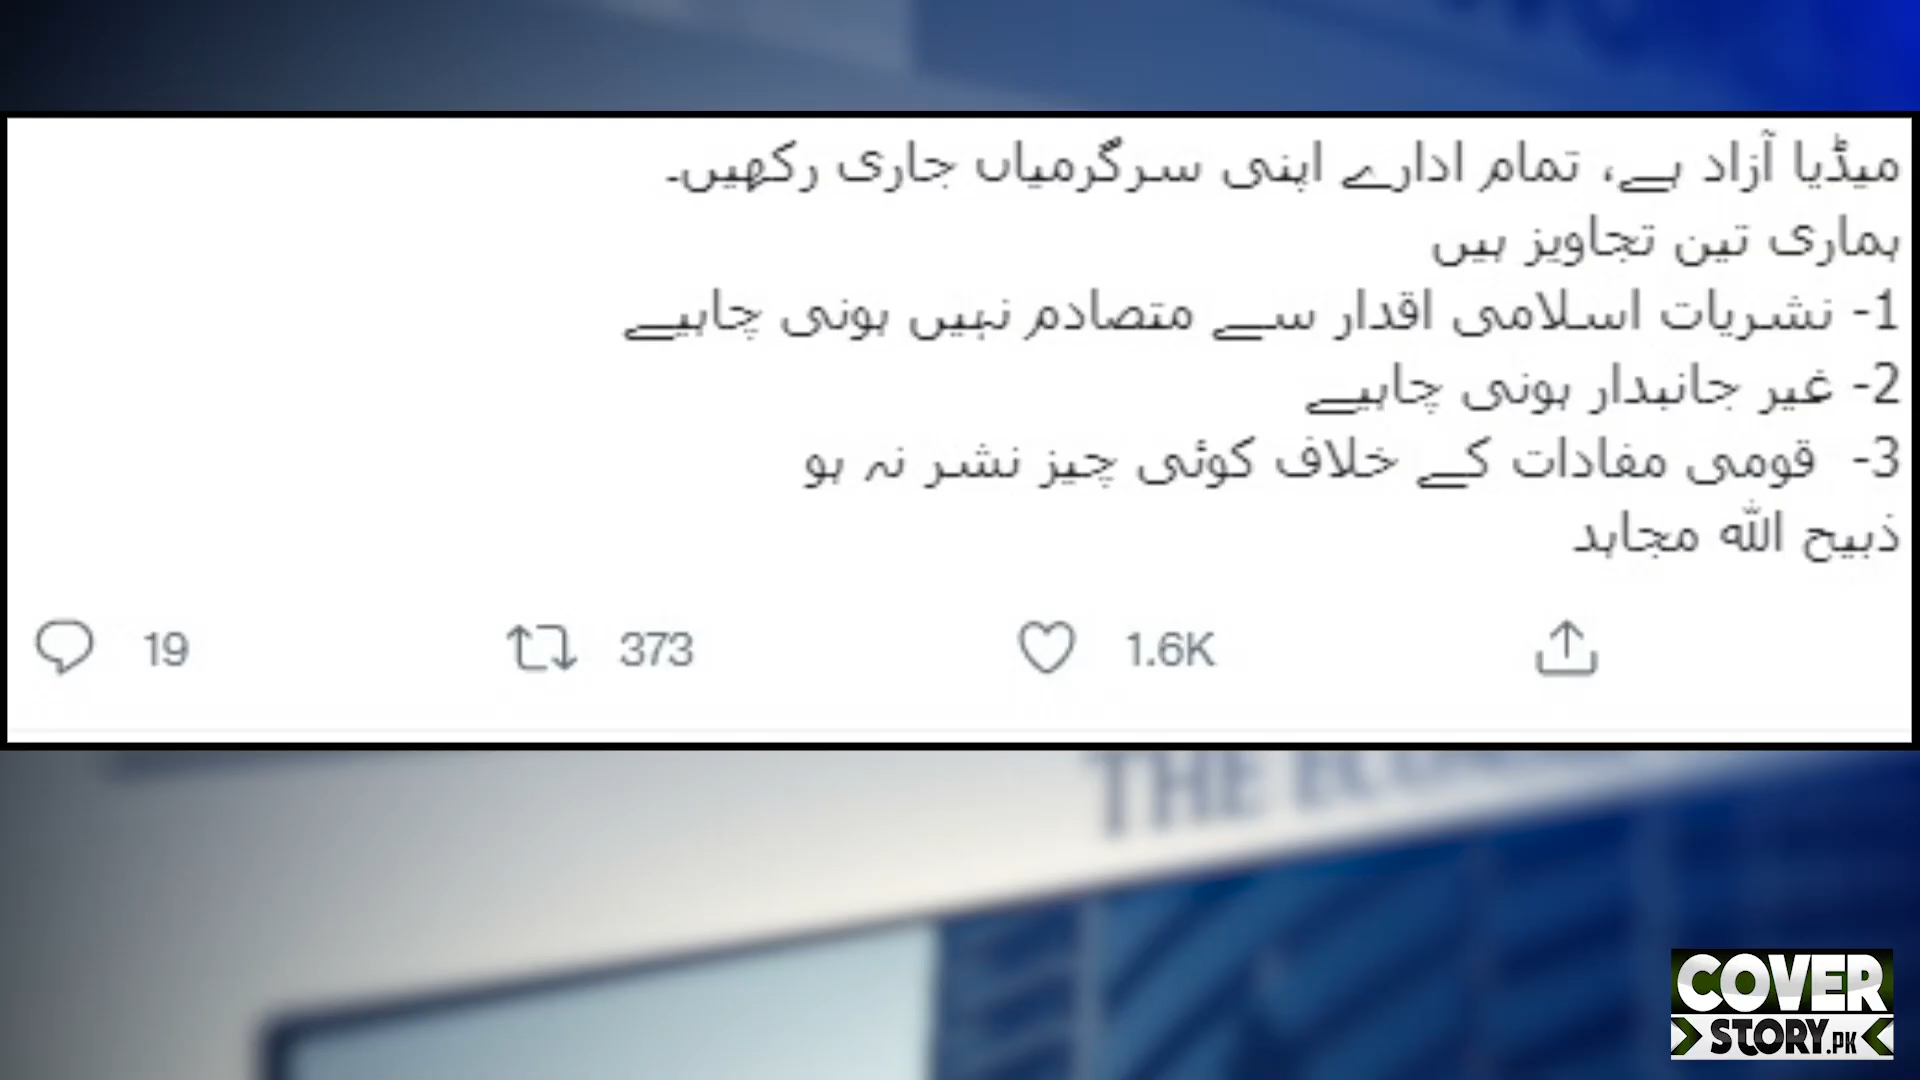 میڈیا آزاد ہے، تمام ادارے اپنی سرگرمیاں جاری رکھیں۔
ہماری تین تجاویز ہیں
1- نشریات اسلامی اقدار سے متصادم نہیں ہونی چاہیے
2- غیر جانبدار ہونی چاہیے
3- قومی مفادات کے خلاف کوئی چیز نشر نہ ہو
ذبیح اللہ مجاہد
19 373 1.6K
THE
COVER
STORY.PK